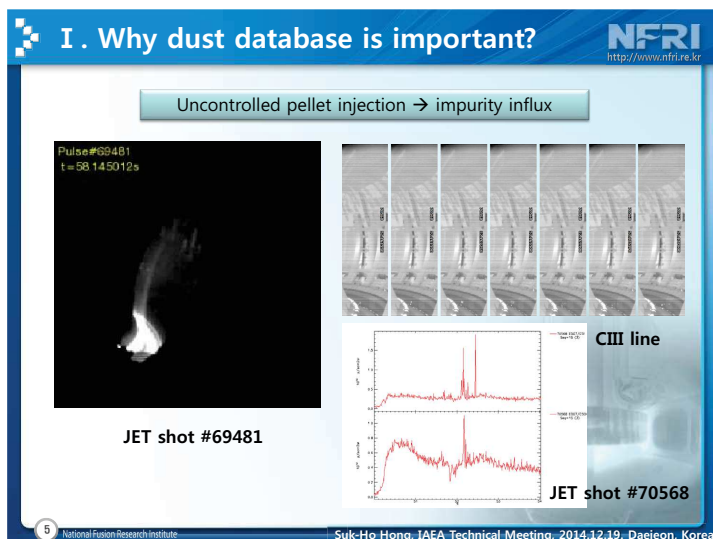 I. Why dust database is important?
NFRI
http://www.nfri.re.kr
Uncontrolled pellet injection → impurity influx
Pulse#69481
t=58.145012s
CIII line
JET shot #69481
JET shot #70568
5
National Fusion Research Institute
Suk-Ho Hong, IAEA Technical Meeting, 2014.12.19, Daejeon, Korea